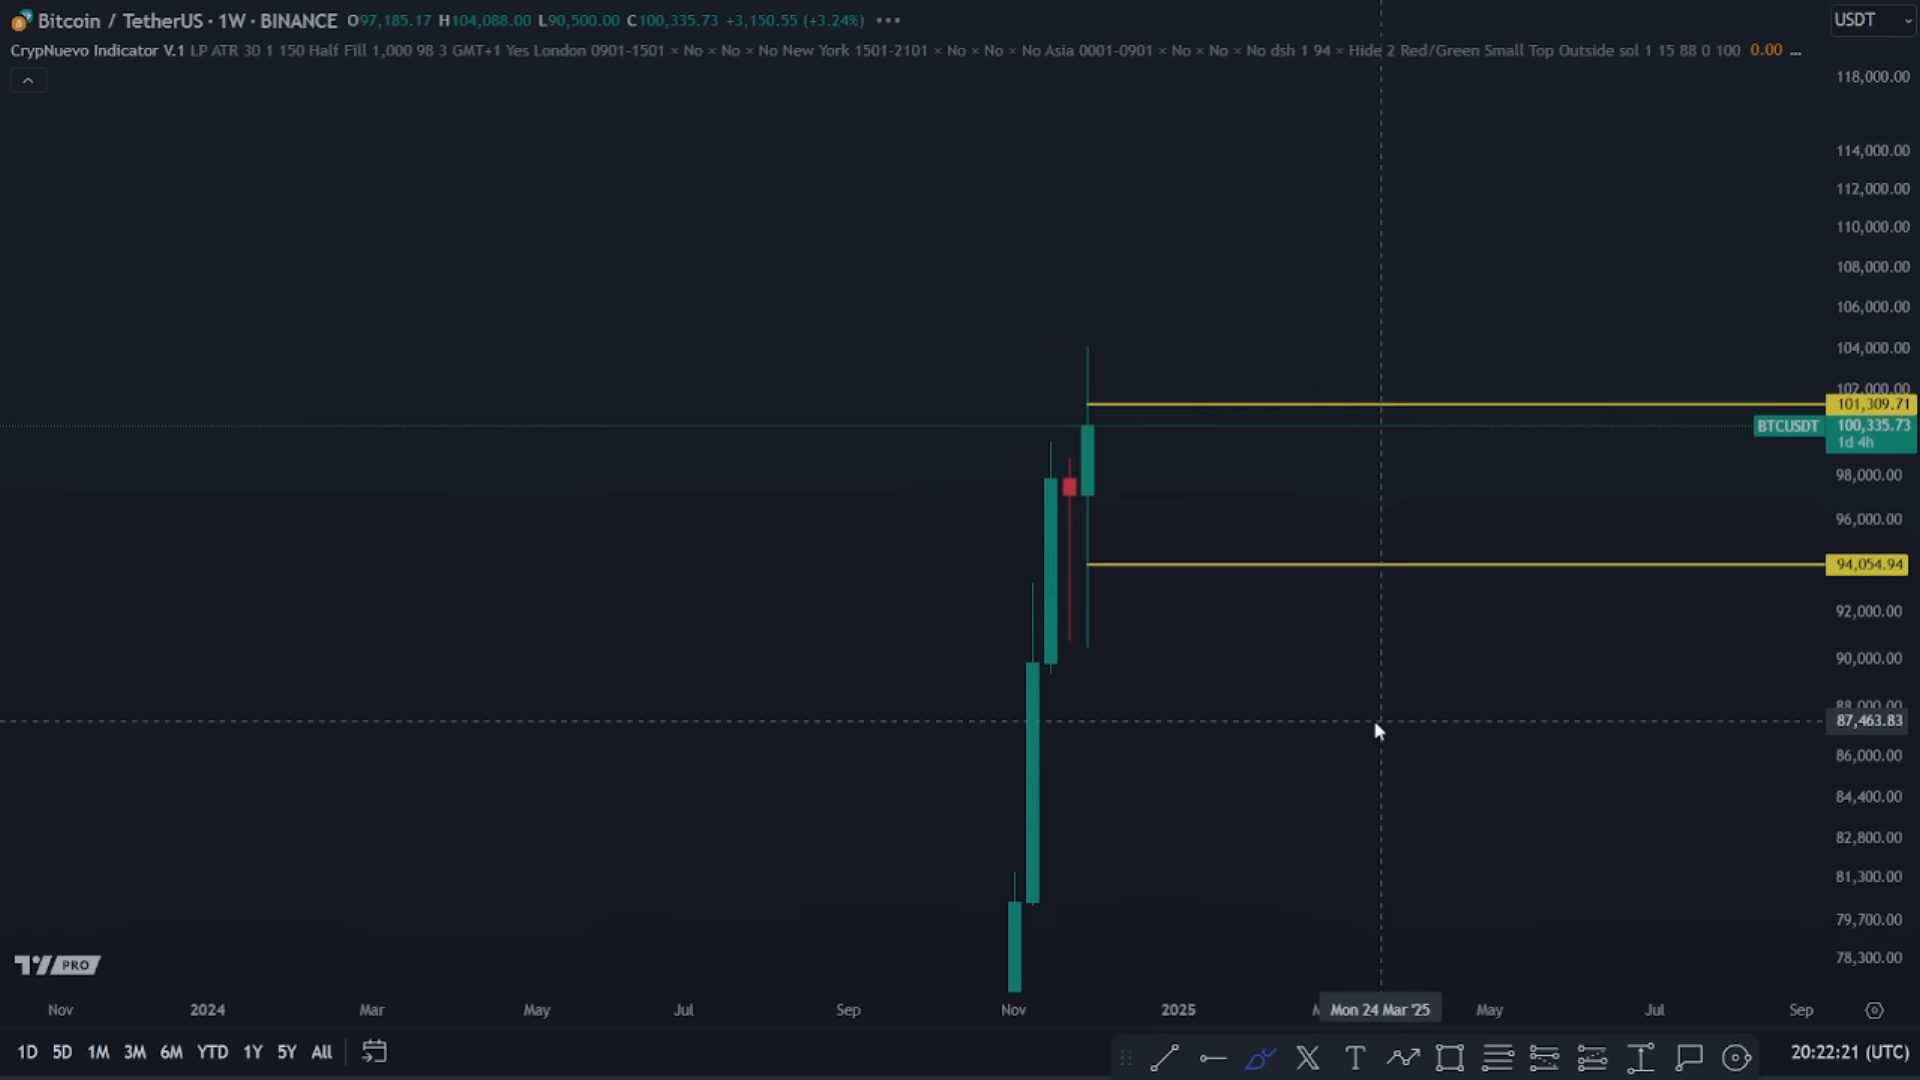 Bitcoin / TetherUS · 1W · BINANCE O97,185.17 H104,088.00 L90,500.00 C100,335.73 +3,150.55 (+3.24%)
USDT
CrypNuevo Indicator V.1 LP ATR 30 1 150 Half Fill 1,000 98 3 GMT+1 Yes London 0901-1501 × No × No × No New York 1501-2101 × No × No × No Asia 0001-0901 × No × No × No dsh 1 94 × Hide 2 Red/Green Small Top Outside sol 1 15 88 0 100 0.00 ...
118,000.00
114,000.00
112,000.00
110,000.00
108,000.00
106,000.00
104,000.00
102,000.00
101,309.71
BTCUSDT 100,335.73
1d 4h
98,000.00
96,000.00
94,054.94
92,000.00
90,000.00
88,000.00
87,463.83
86,000.00
84,400.00
82,800.00
81,300.00
79,700.00
78,300.00
TV PRO
Nov 2024 Mar May Jul Sep Nov 2025 Mon 24 Mar '25 May Jul Sep
1D 5D 1M 3M 6M YTD 1Y 5Y All
20:22:21 (UTC)